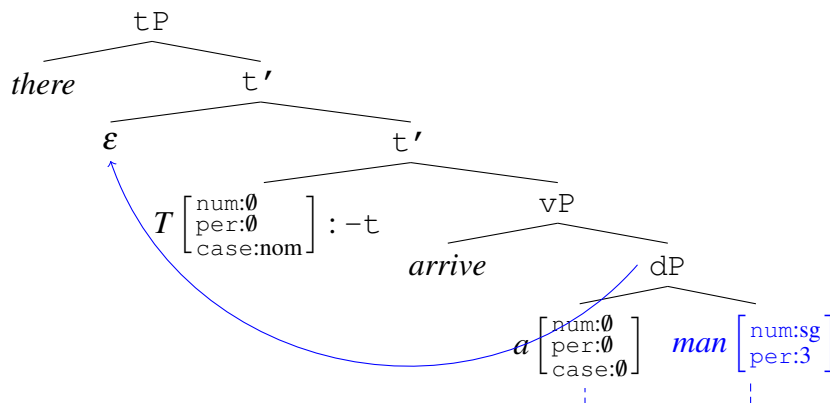 tP
there t′
ε t′
T [num:∅ per:∅ case:nom] : -t vP
arrive dP
a [num:∅ per:∅ case:∅] man [num:sg per:3]